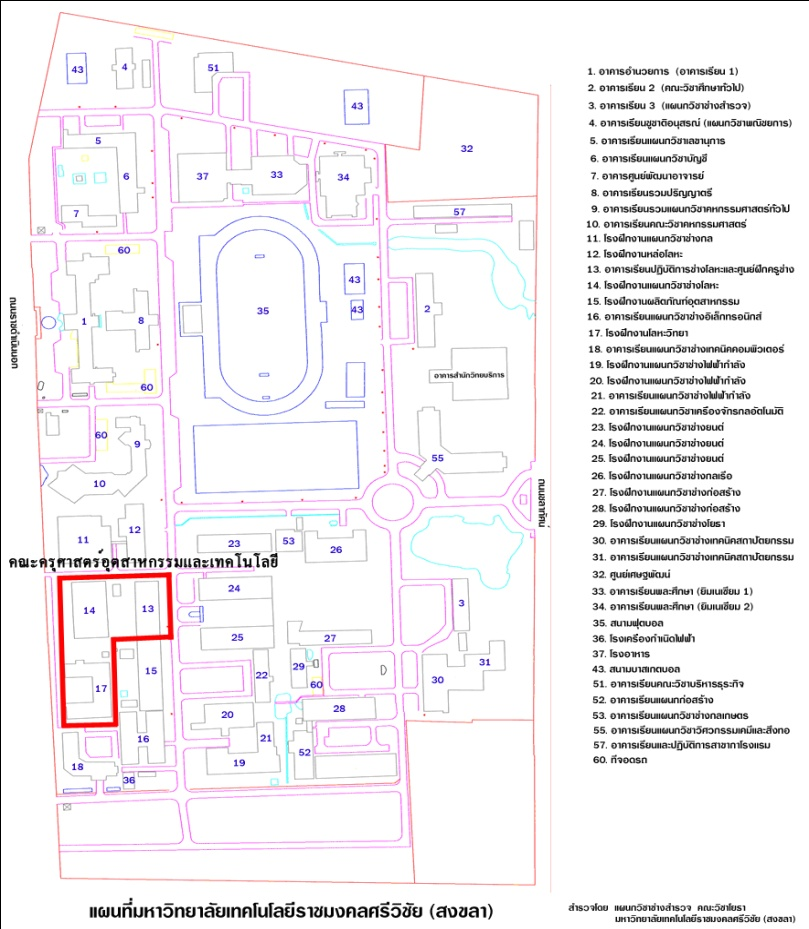 43
4
51
43
5
6
7
37
33
34
32
57
60
1
8
60
35
43
43
2
อาคารสำนักวิทยบริการ
ถนนราชดำเนินนอก
60
9
10
55
ถนนซลาทัศน์
11
12
23
53
26
คณะครุศาสตร์อุตสาหกรรมและเทคโนโลยี
14
13
24
25
27
3
15
17
22
29
60
30
31
20
28
16
21
52
18
19
36
1. อาคารอำนวยการ (อาคารเรียน 1)
2. อาคารเรียน 2 (คณะวิชาศึกษาทั่วไป)
3. อาคารเรียน 3 (แผนกวิชาช่างสำรวจ)
4. อาคารเรียนชูชาติอนุสรณ์ (แผนกวิชาพณิชยการ)
5. อาคารเรียนแผนกวิชาเลขานุการ
6. อาคารเรียนแผนกวิชาบัญชี
7. อาคารศูนย์พัฒนาอาจารย์
8. อาคารเรียนรวมปริญญาตรี
9. อาคารเรียนรวมแผนกวิชาคหกรรมศาสตร์ทั่วไป
10. อาคารเรียนคณะวิชาคหกรรมศาสตร์
11. โรงฝึกงานแผนกวิชาช่างกล
12. โรงฝึกงานหล่อโลหะ
13. อาคารเรียนปฏิบัติการช่างโลหะและศูนย์ฝึกครูช่าง
14. โรงฝึกงานแผนกวิชาช่างโลหะ
15. โรงฝึกงานผลิตภัณฑ์อุตสาหกรรม
16. อาคารเรียนแผนกวิชาช่างอิเล็กทรอนิกส์
17. โรงฝึกงานโลหะวิทยา
18. อาคารเรียนแผนกวิชาช่างเทคนิคคอมพิวเตอร์
19. โรงฝึกงานแผนกวิชาช่างไฟฟ้ากำลัง
20. โรงฝึกงานแผนกวิชาช่างไฟฟ้ากำลัง
21. อาคารเรียนแผนกวิชาช่างไฟฟ้ากำลัง
22. อาคารเรียนแผนกวิชาเครื่องจักรกลอัตโนมัติ
23. โรงฝึกงานแผนกวิชาช่างยนต์
24. โรงฝึกงานแผนกวิชาช่างยนต์
25. โรงฝึกงานแผนกวิชาช่างยนต์
26. โรงฝึกงานแผนกวิชาช่างกลเรือ
27. โรงฝึกงานแผนกวิชาช่างก่อสร้าง
28. โรงฝึกงานแผนกวิชาช่างก่อสร้าง
29. โรงฝึกงานแผนกวิชาช่างโยธา
30. อาคารเรียนแผนกวิชาช่างเทคนิคสถาปัตยกรรม
31. อาคารเรียนแผนกวิชาช่างเทคนิคสถาปัตยกรรม
32. ศูนย์เศรษฐพัฒน์
33. อาคารเรียนพละศึกษา (ยิมเนเซียม 1)
34. อาคารเรียนพละศึกษา (ยิมเนเซียม 2)
35. สนามฟุตบอล
36. โรงเครื่องกำเนิดไฟฟ้า
37. โรงอาหาร
43. สนามบาสเกตบอล
51. อาคารเรียนคณะวิชาบริหารธุระกิจ
52. อาคารเรียนแผนกก่อสร้าง
53. อาคารเรียนแผนกวิชาช่างกลเกษตร
55. อาคารเรียนแผนกวิชาวิศวกรรมเคมีและสิ่งทอ
57. อาคารเรียนและปฏิบัติการสาขาการโรงแรม
60. ที่จอดรถ
แผนที่มหาวิทยาลัยเทคโนโลยีราชมงคลศรีวิชัย (สงขลา)
สำรวจโดย แผนกวิชาช่างสำรวจ คณะวิชาโยธา
มหาวิทยาลัยเทคโนโลยีราชมงคลศรีวิชัย (สงขลา)